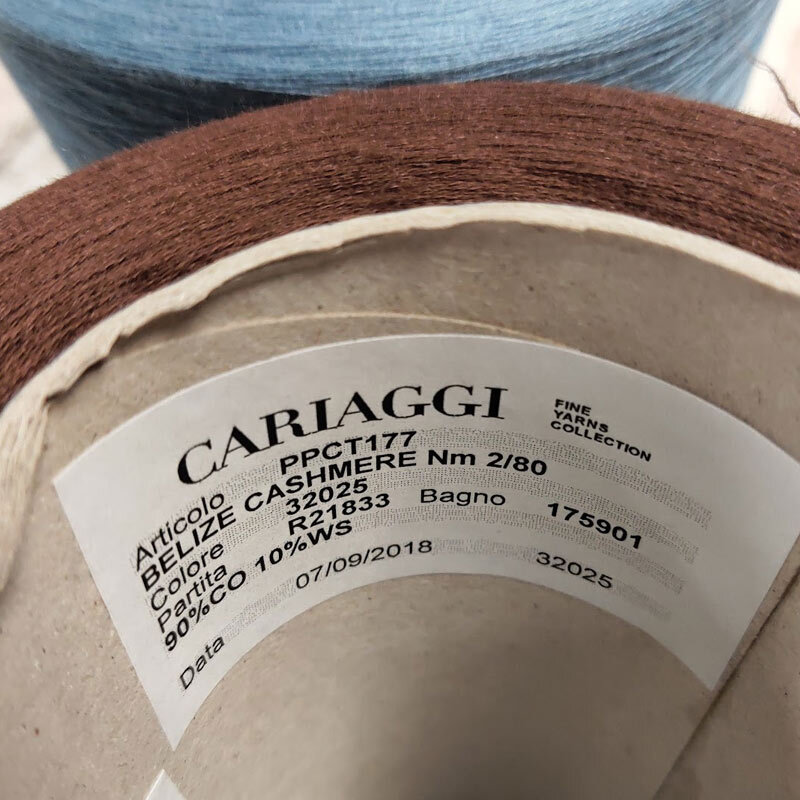 CARIAGGI
FINE
YARNS
COLLECTION
Articolo PPCT177
BELIZE CASHMERE Nm 2/80
Colore 32025
Partita R21833 Bagno 175901
90%CO 10%WS
Data 07/09/2018 32025